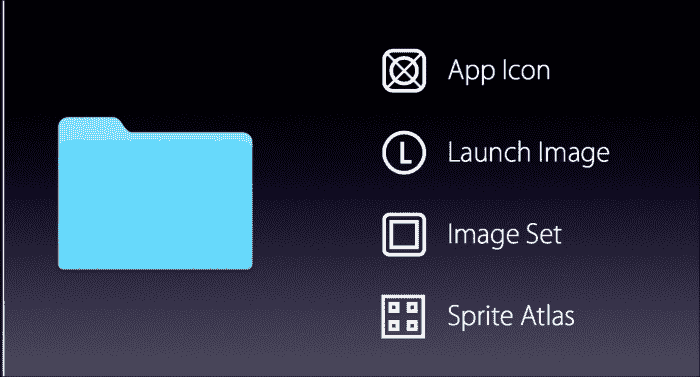 App Icon
L
Launch Image
Image Set
Sprite Atlas